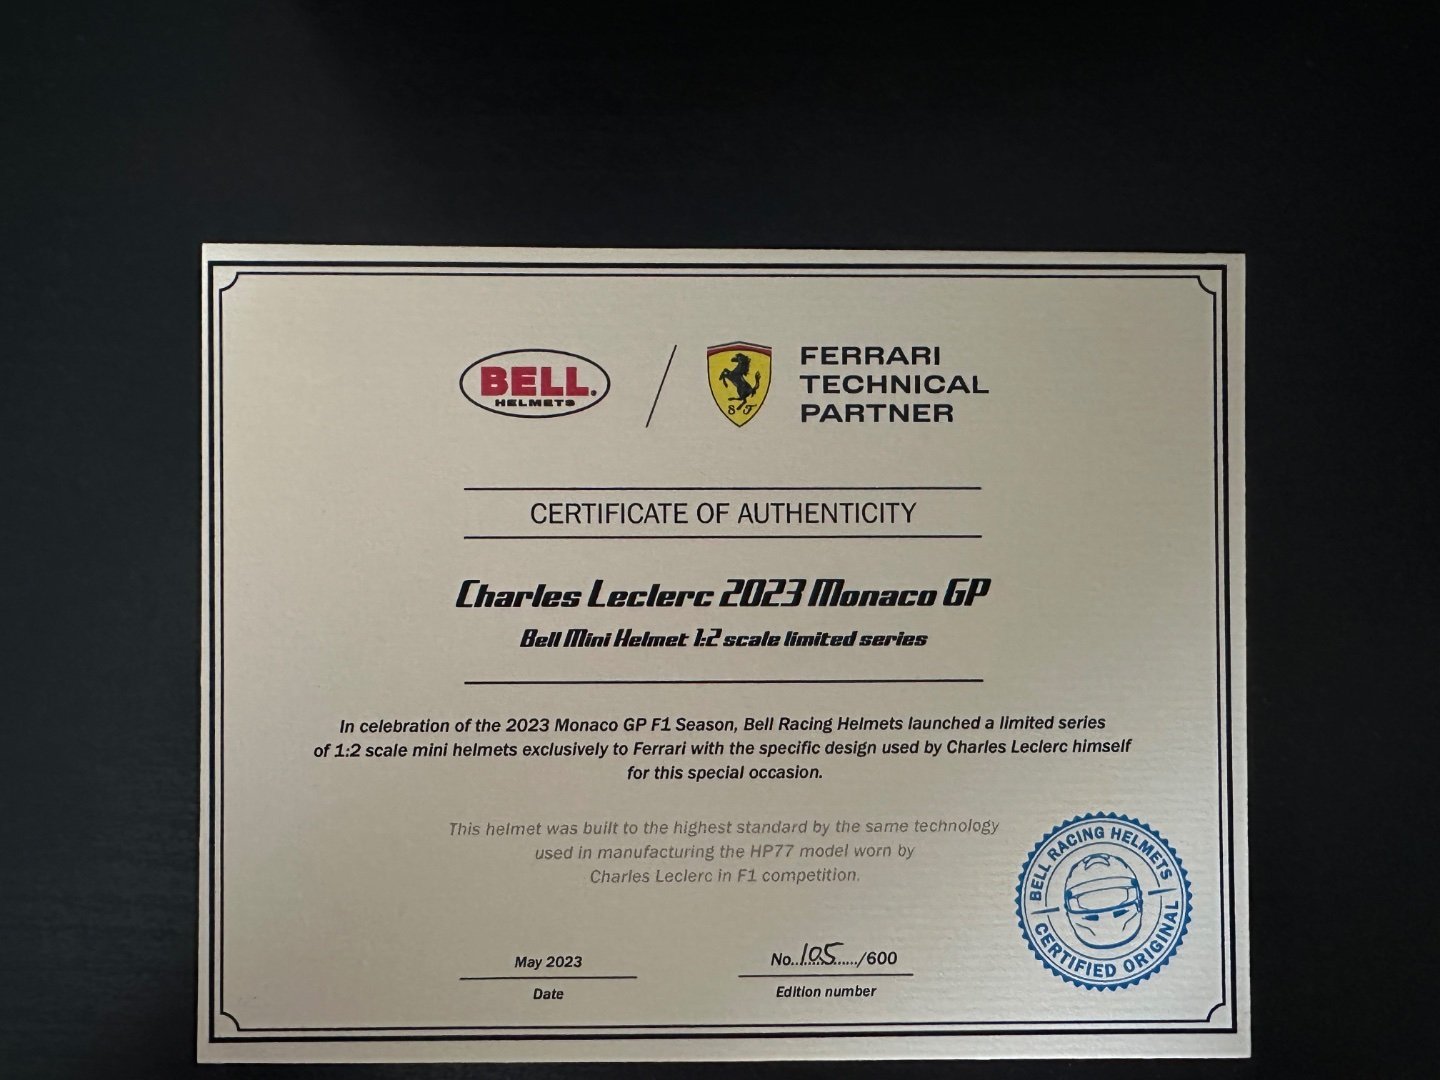 BELL.
HELMETS
FERRARI
TECHNICAL
PARTNER
S F
CERTIFICATE OF AUTHENTICITY
Charles Leclerc 2023 Monaco GP
Bell Mini Helmet 1:2 scale limited series
In celebration of the 2023 Monaco GP F1 Season, Bell Racing Helmets launched a limited series
of 1:2 scale mini helmets exclusively to Ferrari with the specific design used by Charles Leclerc himself
for this special occasion.
This helmet was built to the highest standard by the same technology
used in manufacturing the HP77 model worn by
Charles Leclerc in F1 competition.
May 2023
Date
No..105....../600
Edition number
BELL RACING HELMETS
CERTIFIED ORIGINAL